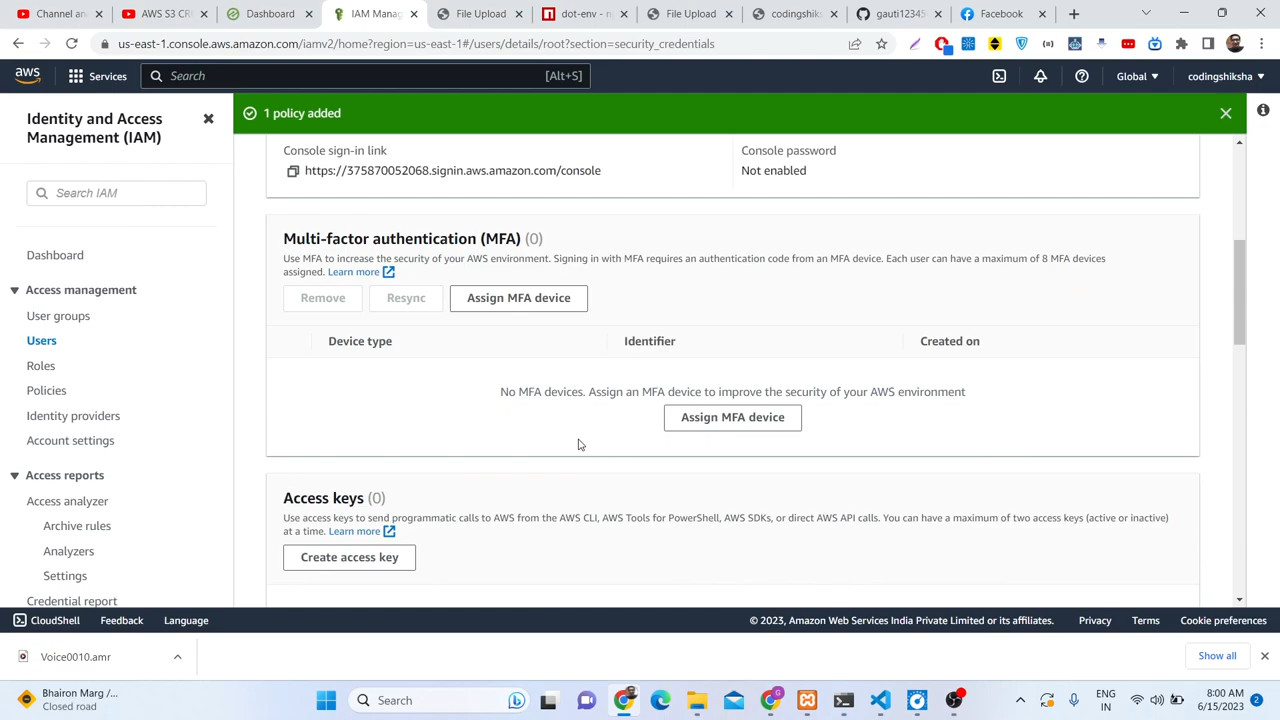 Channel an
AWS S3 CRU
Dashboard
IAM Manag
File Upload
dot-env - n
File Upload
codingshiks
gauti12345
Facebook
us-east-1.console.aws.amazon.com/iamv2/home?region=us-east-1#/users/details/root?section=security_credentials
aws
Services
Search
[Alt+S]
Global
codingshiksha
Identity and Access
Management (IAM)
1 policy added
Search IAM
Dashboard
Access management
User groups
Users
Roles
Policies
Identity providers
Account settings
Access reports
Access analyzer
Archive rules
Analyzers
Settings
Credential report
Console sign-in link
https://375870052068.signin.aws.amazon.com/console
Console password
Not enabled
Multi-factor authentication (MFA) (0)
Use MFA to increase the security of your AWS environment. Signing in with MFA requires an authentication code from an MFA device. Each user can have a maximum of 8 MFA devices
assigned. Learn more
Remove
Resync
Assign MFA device
Device type
Identifier
Created on
No MFA devices. Assign an MFA device to improve the security of your AWS environment
Assign MFA device
Access keys (0)
Use access keys to send programmatic calls to AWS from the AWS CLI, AWS Tools for PowerShell, AWS SDKs, or direct AWS API calls. You can have a maximum of two access keys (active or inactive)
at a time. Learn more
Create access key
CloudShell
Feedback
Language
© 2023, Amazon Web Services India Private Limited or its affiliates.
Privacy
Terms
Cookie preferences
Voice0010.amr
Show all
Bhairon Marg /...
Closed road
Search
ENG
IN
8:00 AM
6/15/2023
2